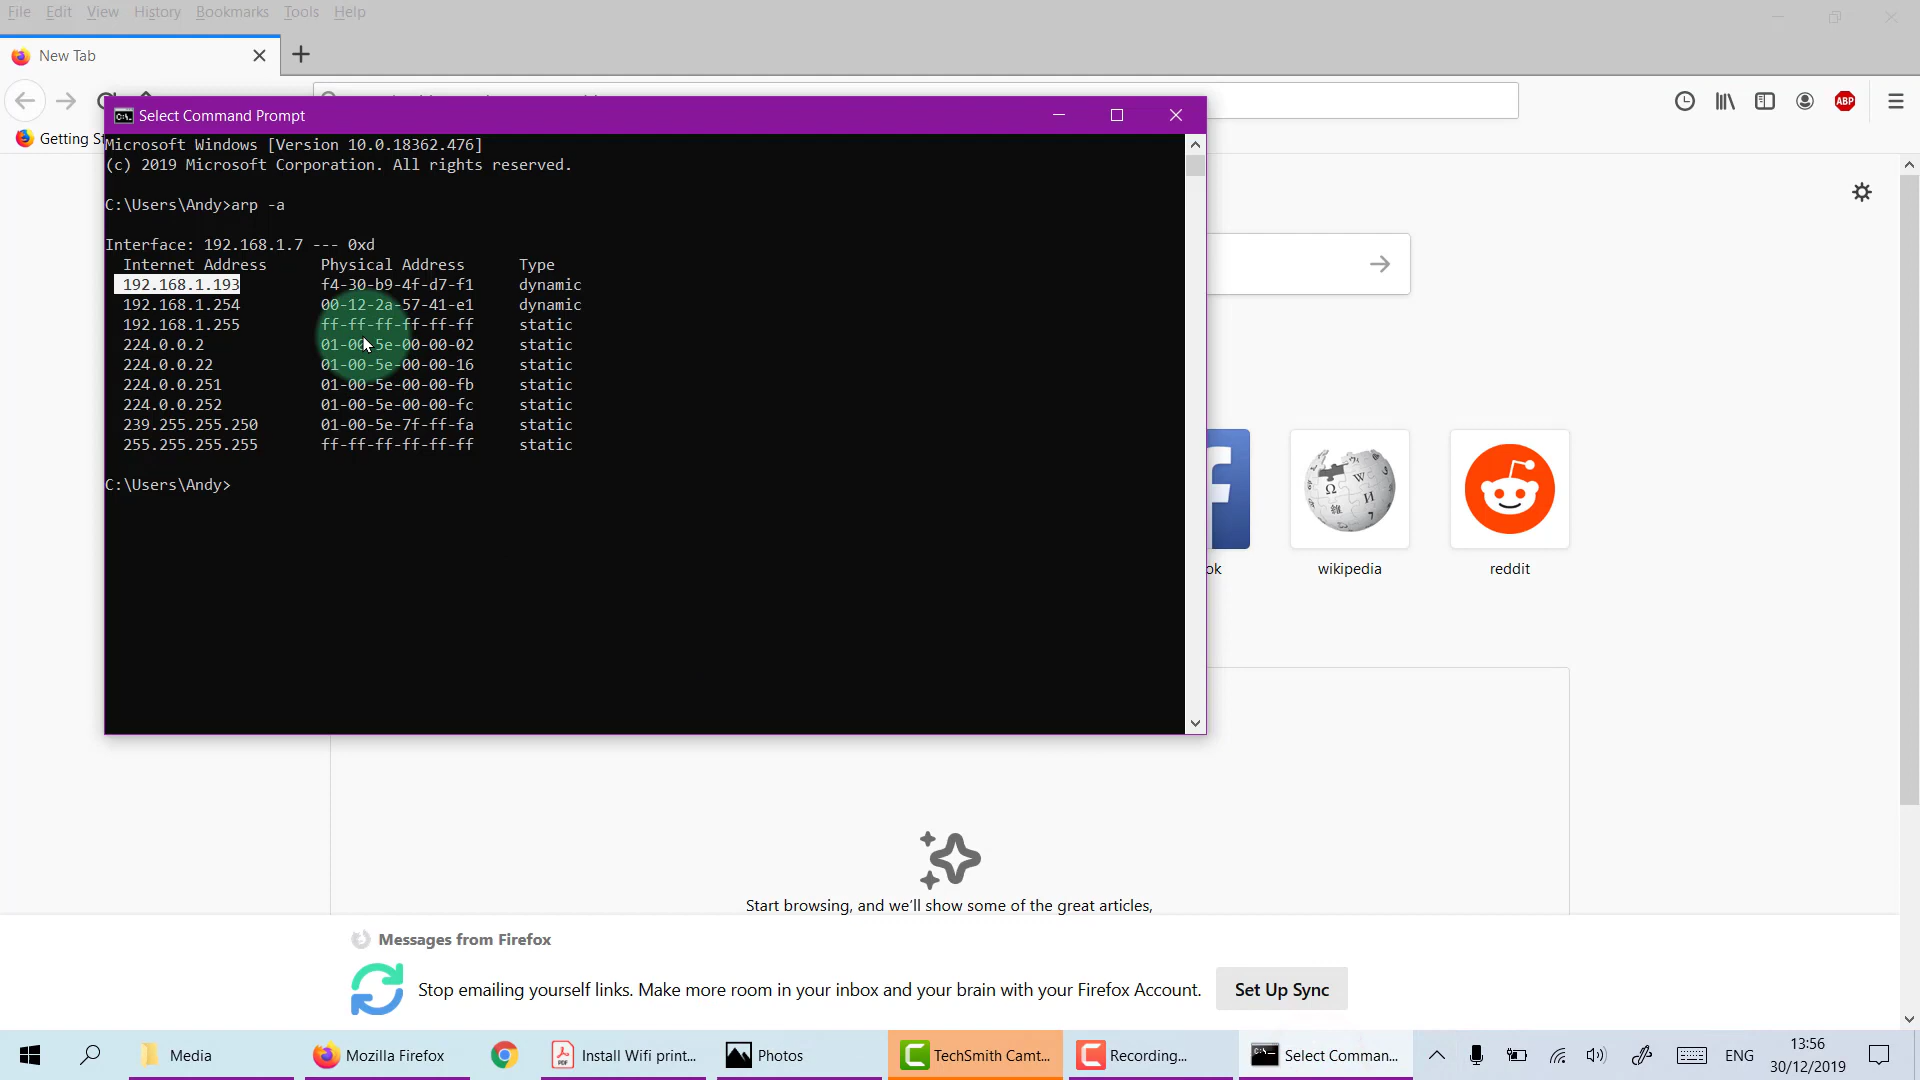 File Edit View History Bookmarks Tools Help
New Tab
Select Command Prompt
ABP
Getting
Microsoft Windows [Version 10.0.18362.476]
(c) 2019 Microsoft Corporation. All rights reserved.
C:\Users\Andy>arp -a
Interface: 192.168.1.7 --- 0xd
Internet Address Physical Address Type
192.168.1.193 f4-30-b9-4f-d7-f1 dynamic
192.168.1.254 00-12-2a-57-41-e1 dynamic
192.168.1.255 ff-ff-ff-ff-ff-ff static
224.0.0.2 01-00-5e-00-00-02 static
224.0.0.22 01-00-5e-00-00-16 static
224.0.0.251 01-00-5e-00-00-fb static
224.0.0.252 01-00-5e-00-00-fc static
239.255.255.250 01-00-5e-7f-ff-fa static
255.255.255.255 ff-ff-ff-ff-ff-ff static
C:\Users\Andy>
ok wikipedia reddit
Start browsing, and we'll show some of the great articles,
Messages from Firefox
Stop emailing yourself links. Make more room in your inbox and your brain with your Firefox Account. Set Up Sync
Media Mozilla Firefox Install Wifi print... Photos TechSmith Camt... Recording... Select Comman... ENG 13:56
30/12/2019